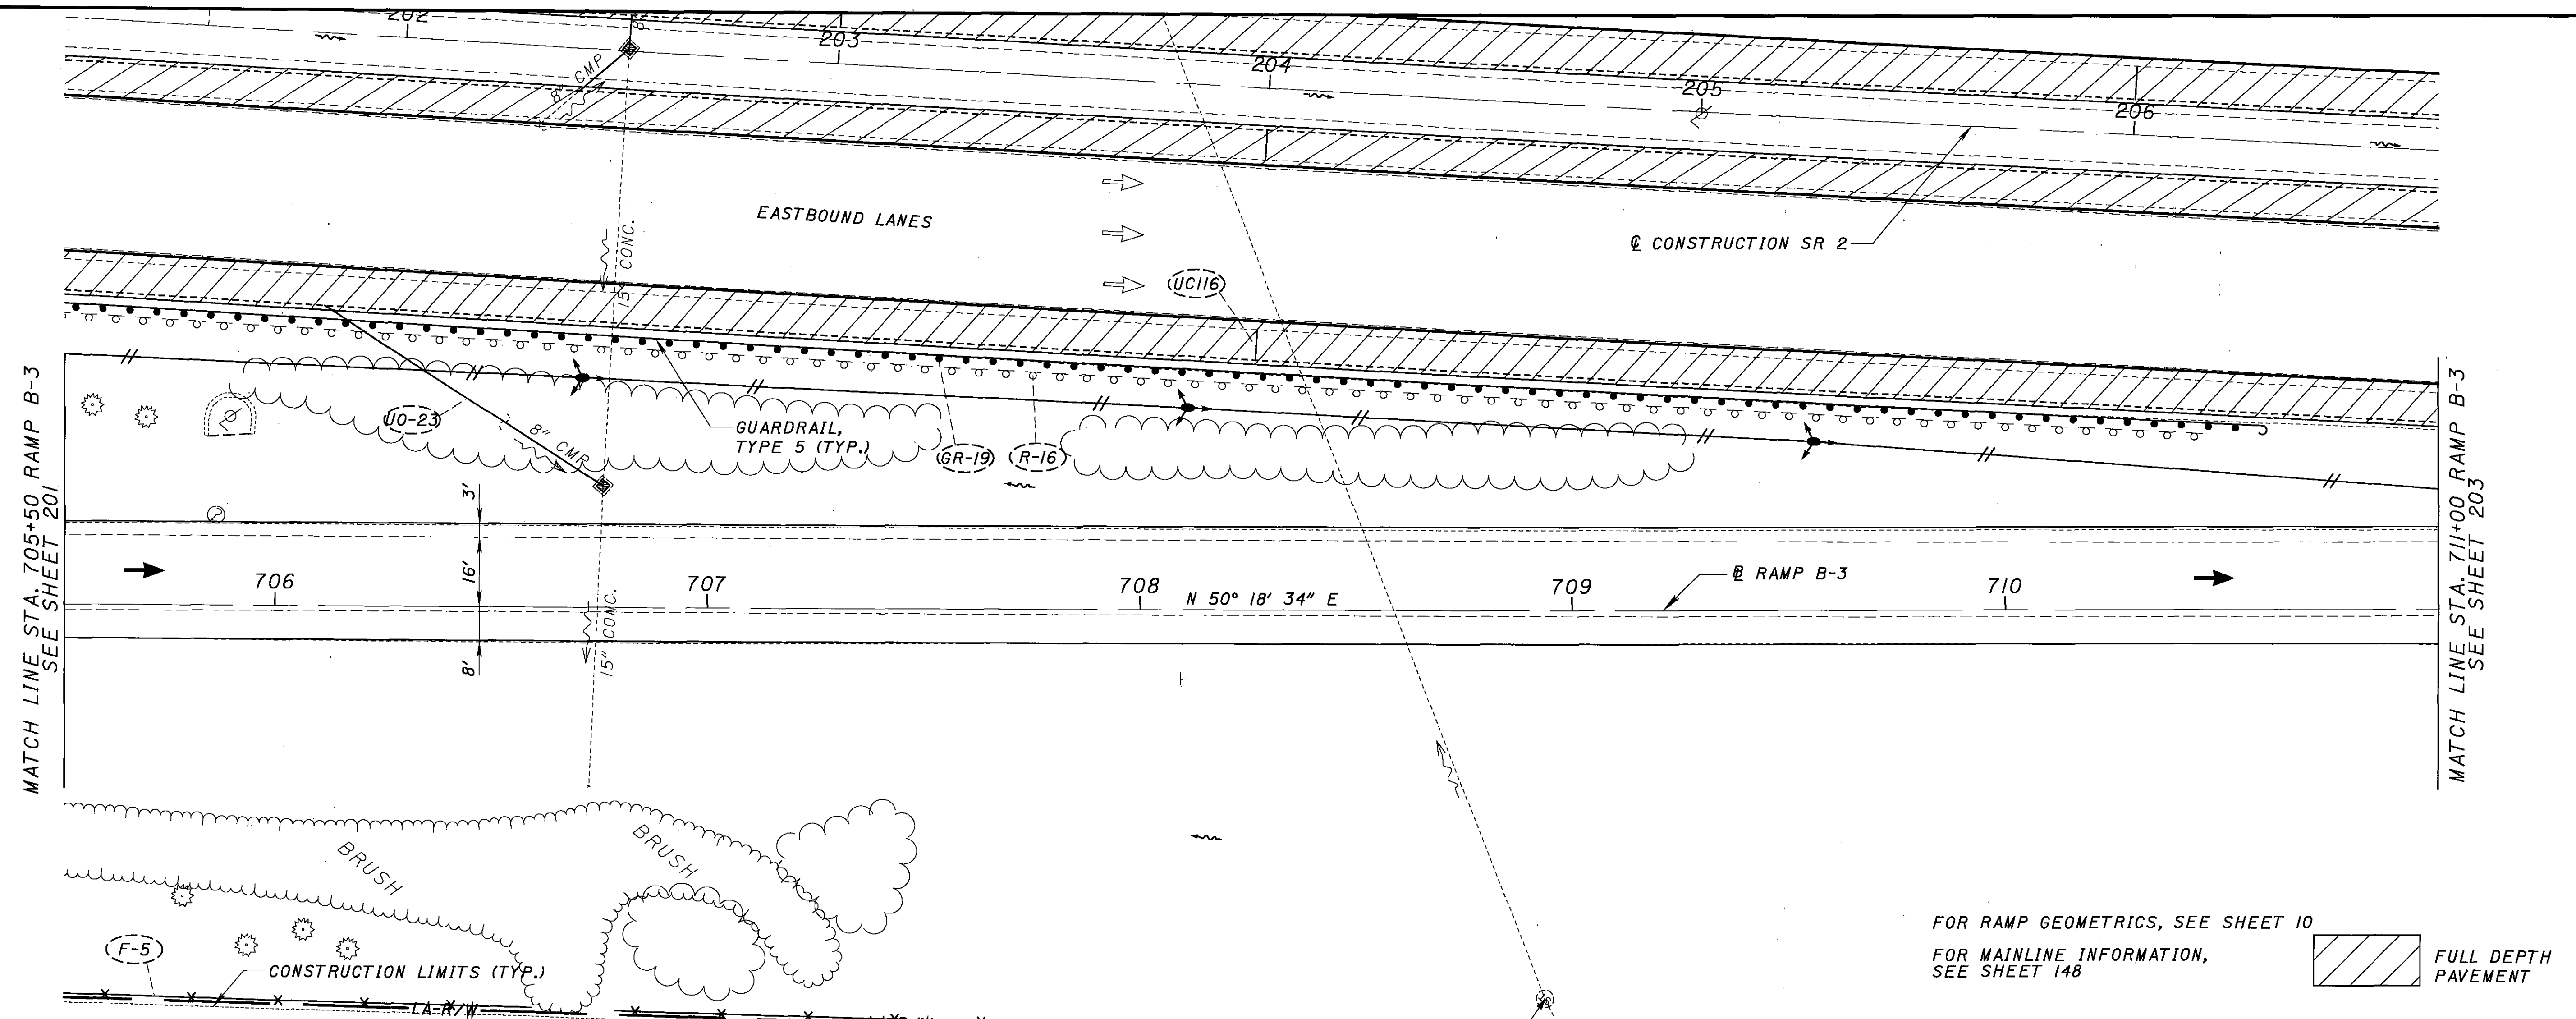 202
203
204
205
206
8" CMP
EASTBOUND LANES
15" CONC.
℄ CONSTRUCTION SR 2
UC116
MATCH LINE STA. 705+50 RAMP B-3
SEE SHEET 201
UO-23
8" CMP
GUARDRAIL,
TYPE 5 (TYP.)
GR-19
R-16
3'
16'
8'
706
707
708
N 50° 18' 34" E
709
710
RAMP B-3
15" CONC.
MATCH LINE STA. 711+00 RAMP B-3
SEE SHEET 203
BRUSH
BRUSH
F-5
CONSTRUCTION LIMITS (TYP.)
LA-R/W
FOR RAMP GEOMETRICS, SEE SHEET 10
FOR MAINLINE INFORMATION,
SEE SHEET 148
FULL DEPTH
PAVEMENT